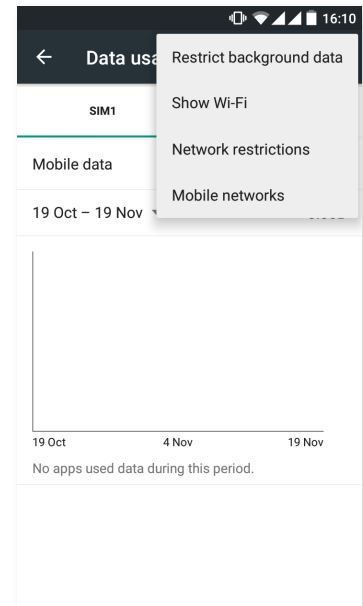 16:10
Data usa
Restrict background data
Show Wi-Fi
Network restrictions
Mobile networks
SIM1
Mobile data
19 Oct – 19 Nov
19 Oct
4 Nov
19 Nov
No apps used data during this period.